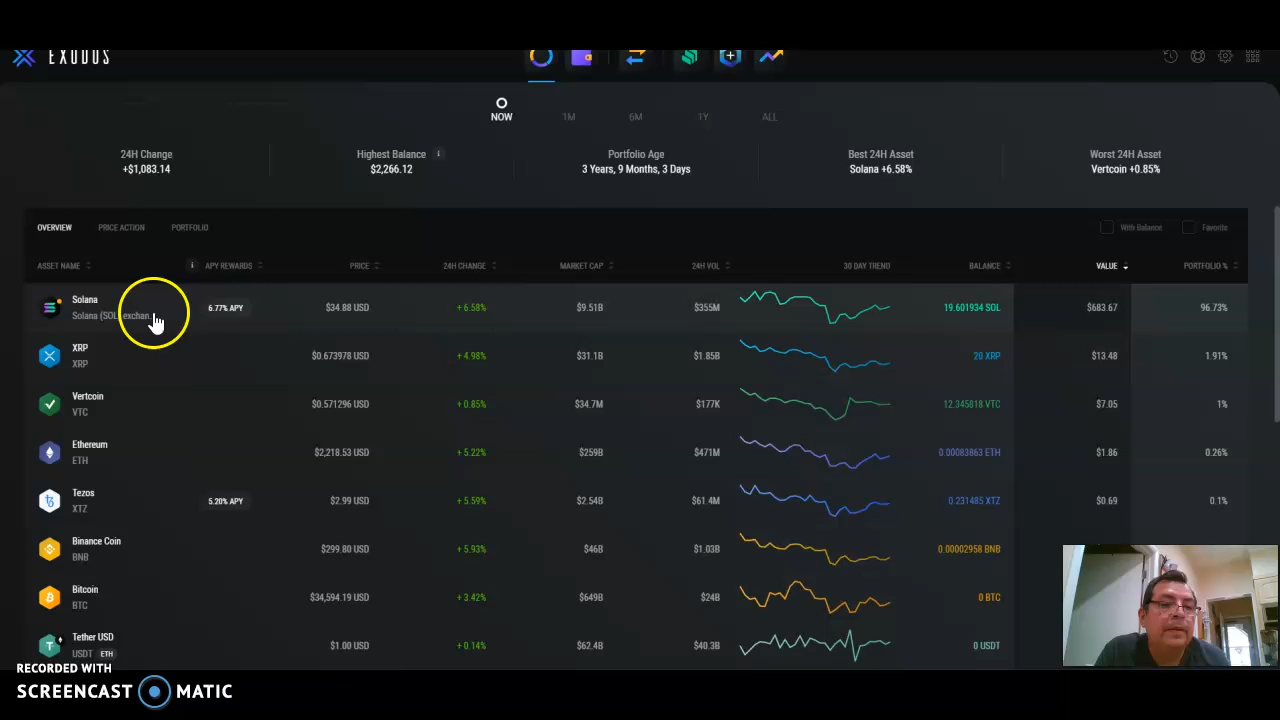 EXODUS
NOW 1M 6M 1Y ALL
24H Change Highest Balance i Portfolio Age Best 24H Asset Worst 24H Asset
+$1,083.14 $2,266.12 3 Years, 9 Months, 3 Days Solana +6.58% Vertcoin +0.85%
OVERVIEW PRICE ACTION PORTFOLIO With Balance Favorite
ASSET NAME i APY REWARDS PRICE 24H CHANGE MARKET CAP 24H VOL 30 DAY TREND BALANCE VALUE PORTFOLIO %
Solana
Solana (SOL exchan... 6.77% APY $34.88 USD + 6.58% $9.51B $355M 19.601934 SOL $683.67 96.73%
XRP
XRP $0.673978 USD + 4.98% $31.1B $1.85B 20 XRP $13.48 1.91%
Vertcoin
VTC $0.571296 USD + 0.85% $34.7M $177K 12.345818 VTC $7.05 1%
Ethereum
ETH $2,218.53 USD + 5.22% $259B $471M 0.00083863 ETH $1.86 0.26%
Tezos
XTZ 5.20% APY $2.99 USD + 5.59% $2.54B $61.4M 0.231485 XTZ $0.69 0.1%
Binance Coin
BNB $299.80 USD + 5.93% $46B $1.03B 0.00002958 BNB
Bitcoin
BTC $34,594.19 USD + 3.42% $649B $24B 0 BTC
Tether USD
USDT ETH $1.00 USD + 0.14% $62.4B $40.3B 0 USDT
RECORDED WITH
SCREENCAST MATIC